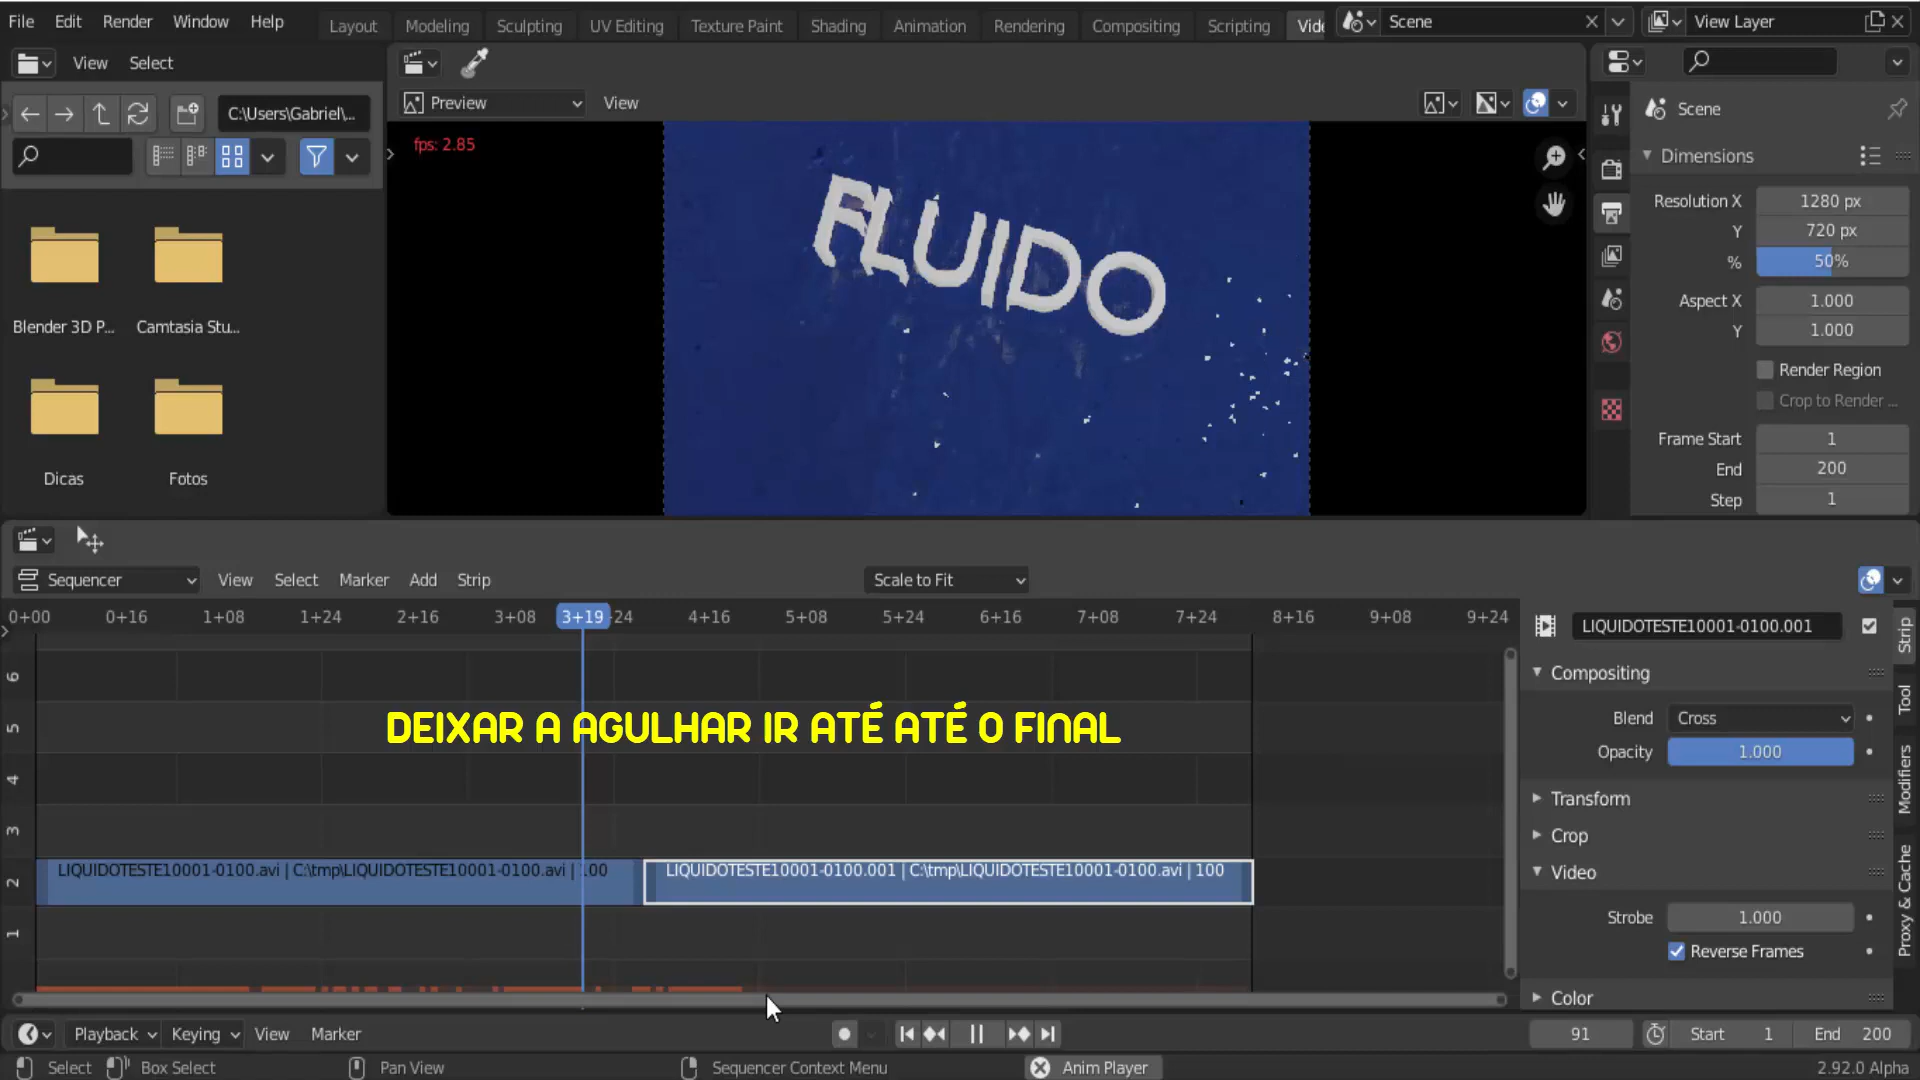 File Edit Render Window Help Layout Modeling Sculpting UV Editing Texture Paint Shading Animation Rendering Compositing Scripting Vide Scene View Layer
View Select
C:\Users\Gabriel\...
Preview View
fps: 2.85
FLUIDO
Blender 3D P... Camtasia Stu...
Dicas Fotos
Scene
Dimensions
Resolution X 1280 px
Y 720 px
% 50%
Aspect X 1.000
Y 1.000
Render Region
Crop to Render ...
Frame Start 1
End 200
Step 1
Sequencer View Select Marker Add Strip Scale to Fit
0+00 0+16 1+08 1+24 2+16 3+08 3+19 -24 4+16 5+08 5+24 6+16 7+08 7+24 8+16 9+08 9+24
6
5
4
3
2
1
DEIXAR A AGULHAR IR ATÉ ATÉ O FINAL
LIQUIDOTESTE10001-0100.avi | C:\tmp\LIQUIDOTESTE10001-0100.avi | 100
LIQUIDOTESTE10001-0100.001 | C:\tmp\LIQUIDOTESTE10001-0100.avi | 100
LIQUIDOTESTE10001-0100.001
Compositing
Blend Cross
Opacity 1.000
Transform
Crop
Video
Strobe 1.000
Reverse Frames
Color
Strip
Tool
Modifiers
Proxy & Cache
Playback Keying View Marker 91 Start 1 End 200
Select Box Select Pan View Sequencer Context Menu Anim Player 2.92.0 Alpha